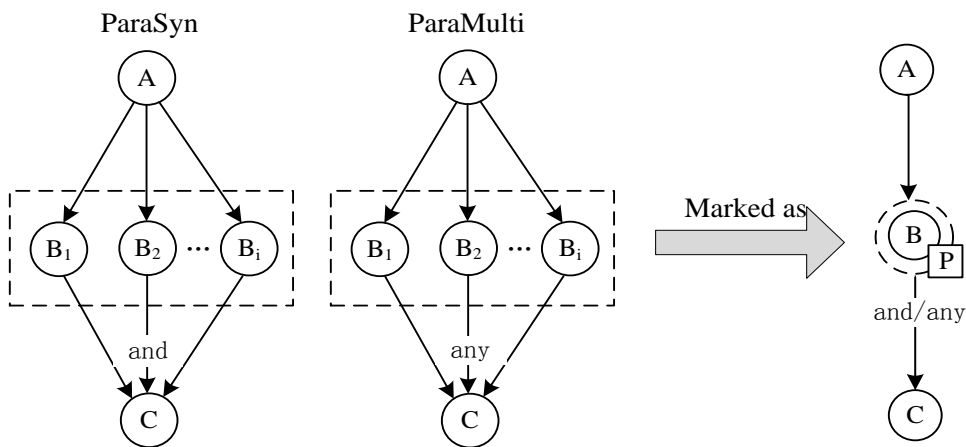 ParaSyn
A
B1 B2 ... Bi
and
C
ParaMulti
A
B1 B2 ... Bi
any
C
Marked as
A
B
P
and/any
C